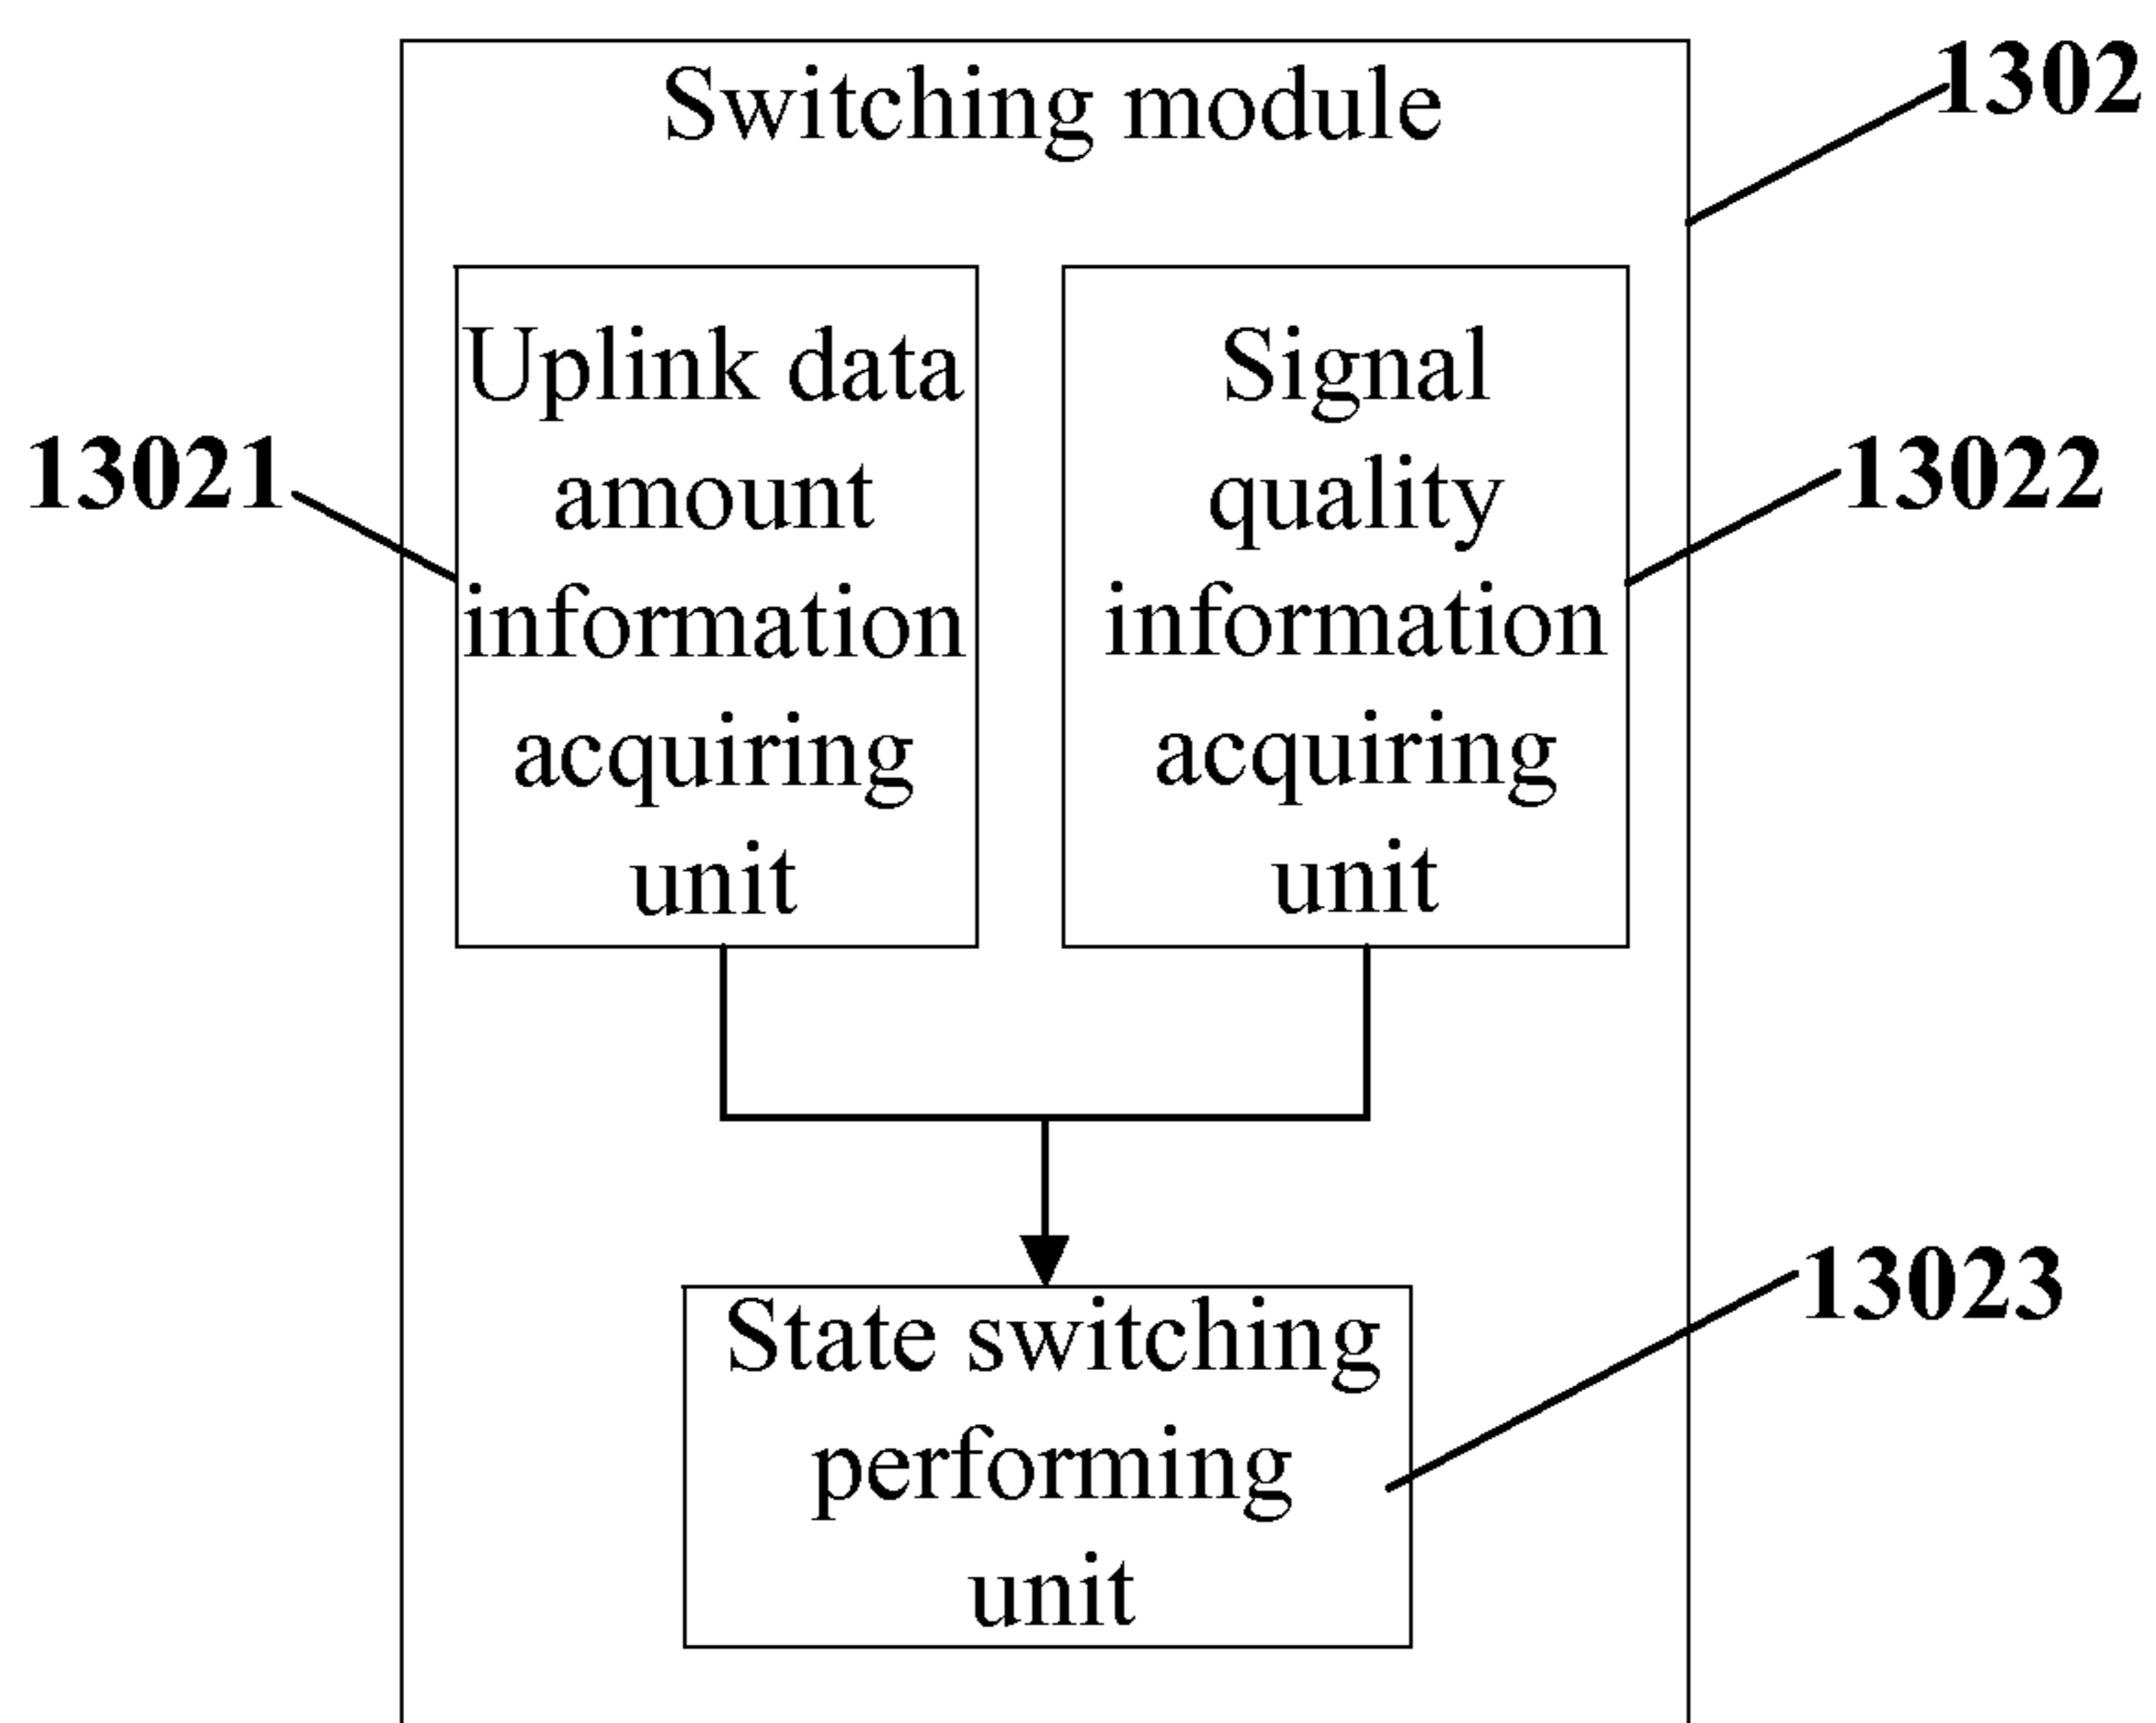 Switching module
1302
Uplink data
amount
information
acquiring
unit
13021
Signal
quality
information
acquiring
unit
13022
State switching
performing
unit
13023